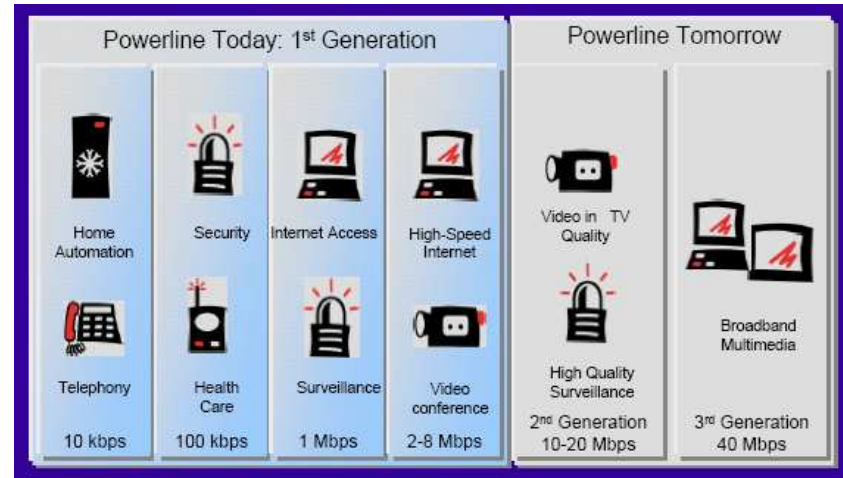 Powerline Today: 1st Generation
Home
Automation
Telephony
10 kbps
Security
Health
Care
100 kbps
Internet Access
Surveillance
1 Mbps
High-Speed
Internet
Video
conference
2-8 Mbps
Powerline Tomorrow
Video in TV
Quality
High Quality
Surveillance
2nd Generation
10-20 Mbps
Broadband
Multimedia
3rd Generation
40 Mbps